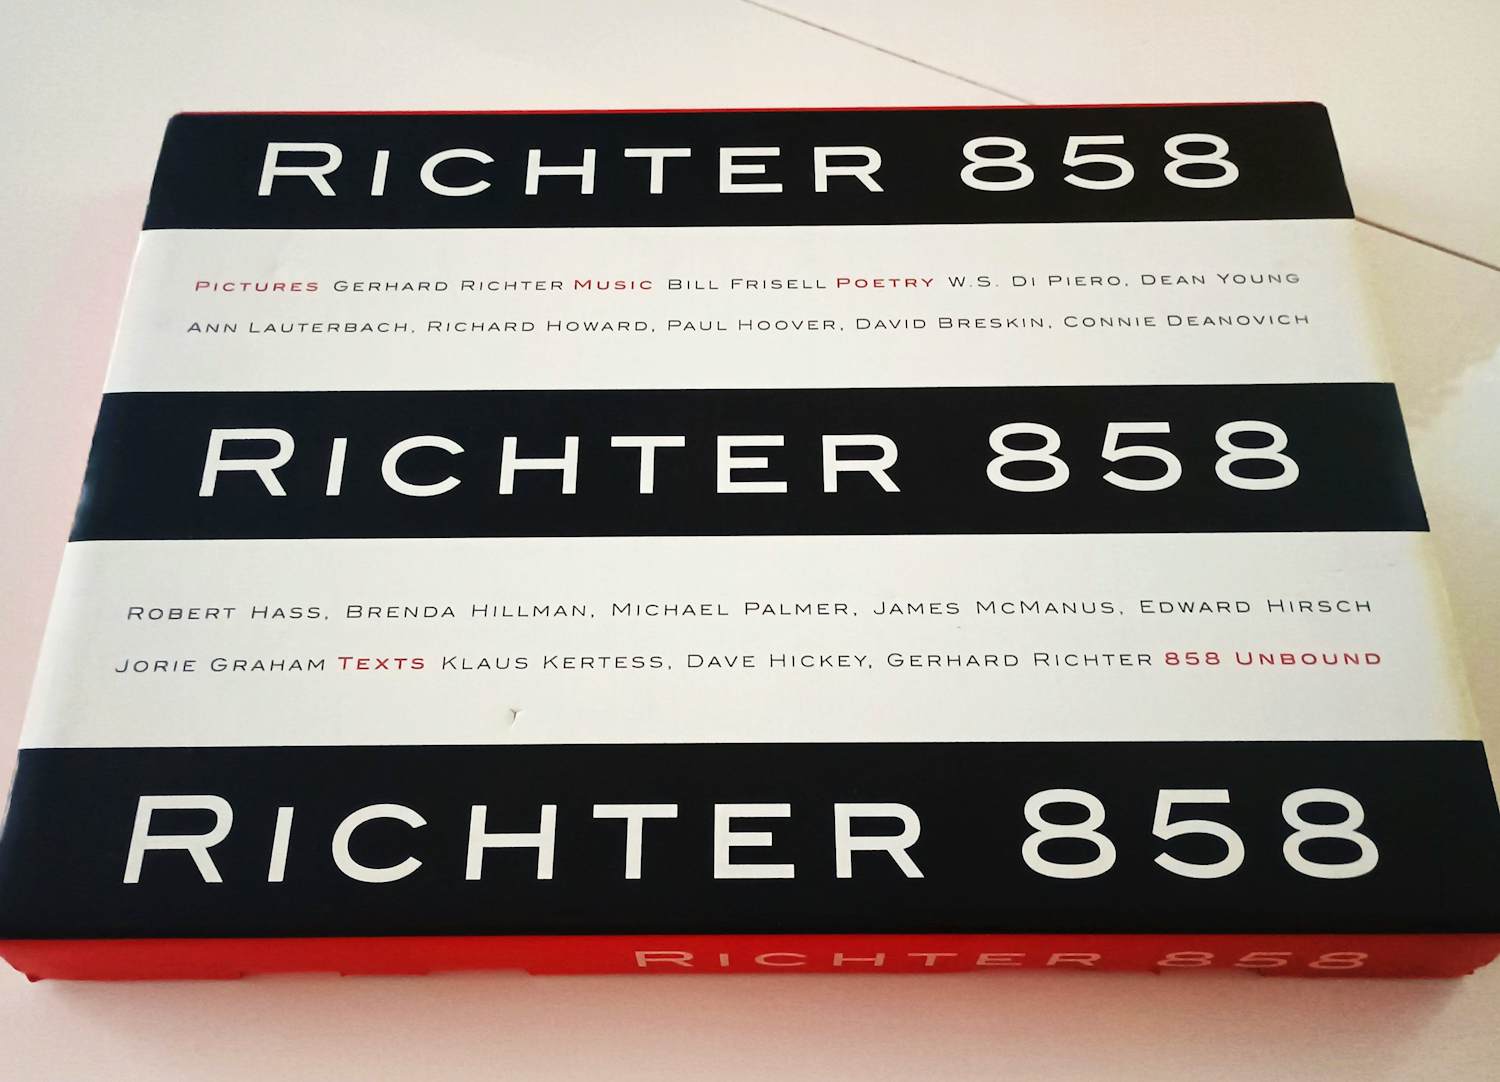 RICHTER 858
PICTURES GERHARD RICHTER MUSIC BILL FRISELL POETRY W.S. DI PIERO, DEAN YOUNG
ANN LAUTERBACH, RICHARD HOWARD, PAUL HOOVER, DAVID BRESKIN, CONNIE DEANOVICH
RICHTER 858
ROBERT HASS, BRENDA HILLMAN, MICHAEL PALMER, JAMES MCMANUS, EDWARD HIRSCH
JORIE GRAHAM TEXTS KLAUS KERTESS, DAVE HICKEY, GERHARD RICHTER 858 UNBOUND
RICHTER 858
RICHTER 858